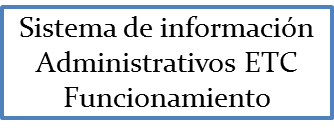 Sistema de información
Administrativos ETC
Funcionamiento